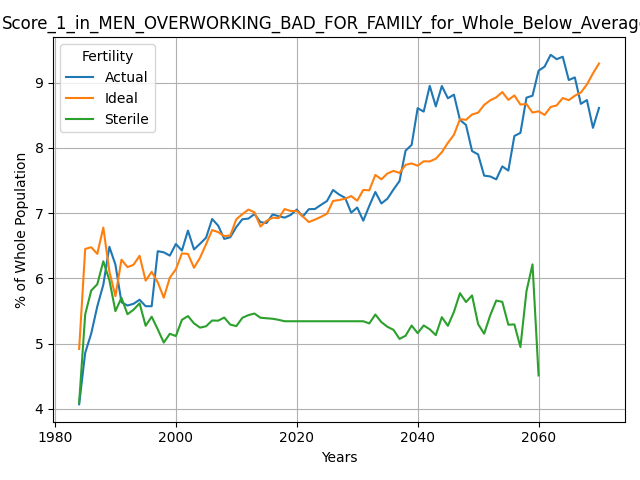 Score_1_in_MEN_OVERWORKING_BAD_FOR_FAMILY_for_Whole_Below_Average
Fertility
Actual
Ideal
Sterile
% of Whole Population
9
8
7
6
5
4
1980 2000 2020 2040 2060
Years